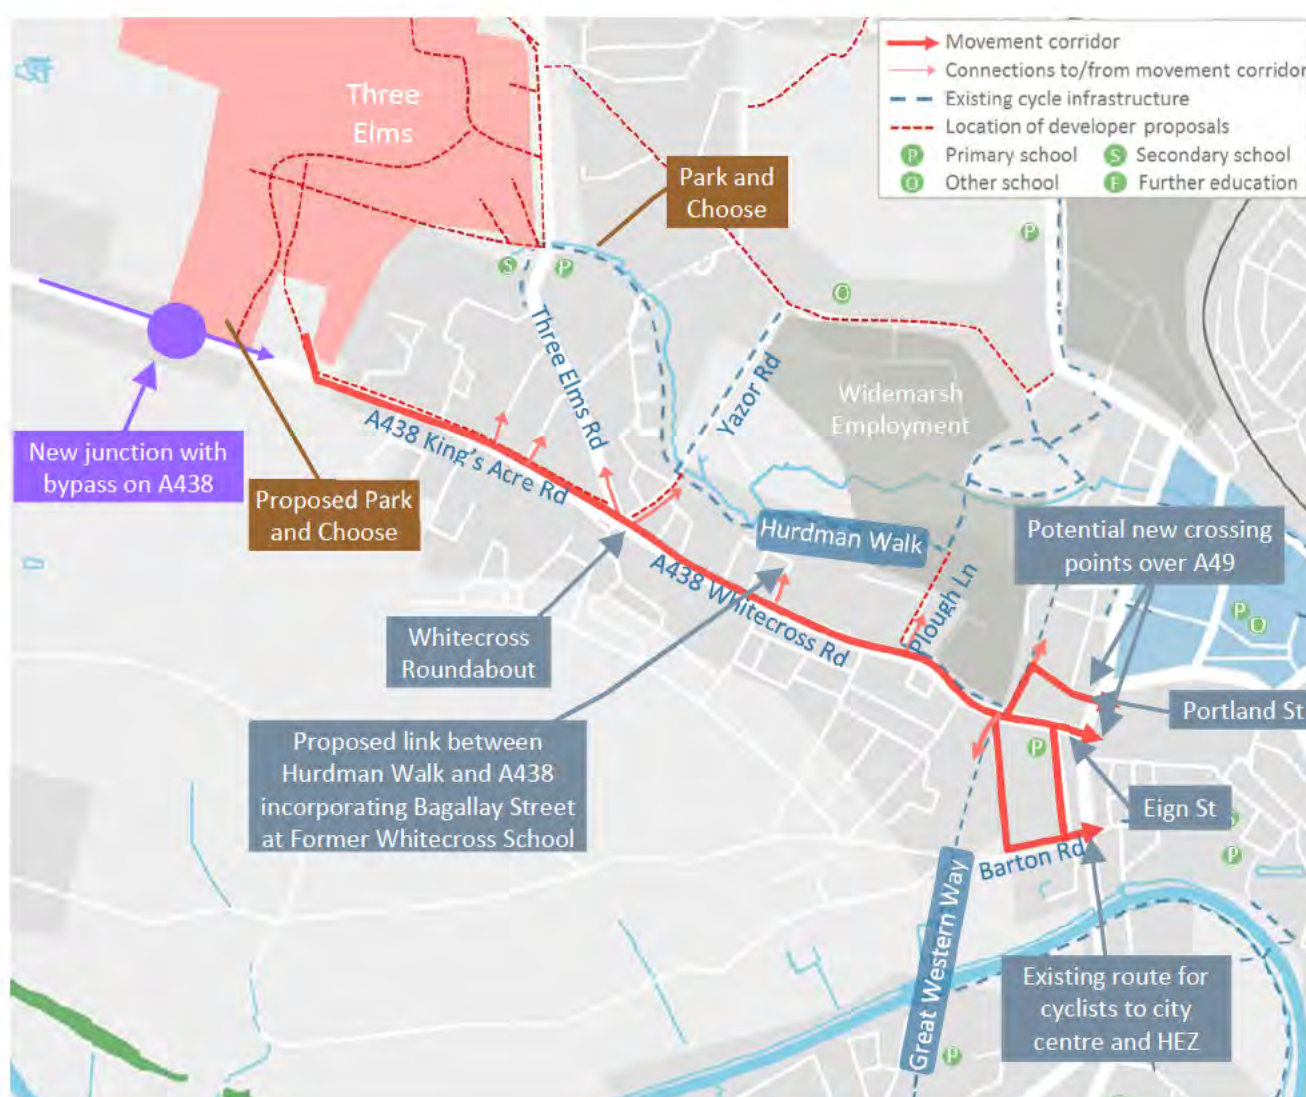 Movement corridor
Connections to/from movement corridor
Existing cycle infrastructure
Location of developer proposals
P Primary school
S Secondary school
O Other school
F Further education
Three
Elms
Park and
Choose
S
P
P
O
Three Elms Rd
Yazor Rd
Widemarsh
Employment
A438 King's Acre Rd
New junction with
bypass on A438
Proposed Park
and Choose
Hurdman Walk
Potential new crossing
points over A49
A438 Whitecross Rd
Plough Ln
Whitecross
Roundabout
P
O
Portland St
Proposed link between
Hurdman Walk and A438
incorporating Bagallay Street
at Former Whitecross School
P
Eign St
S
P
Barton Rd
Great Western Way
Existing route for
cyclists to city
centre and HEZ
P